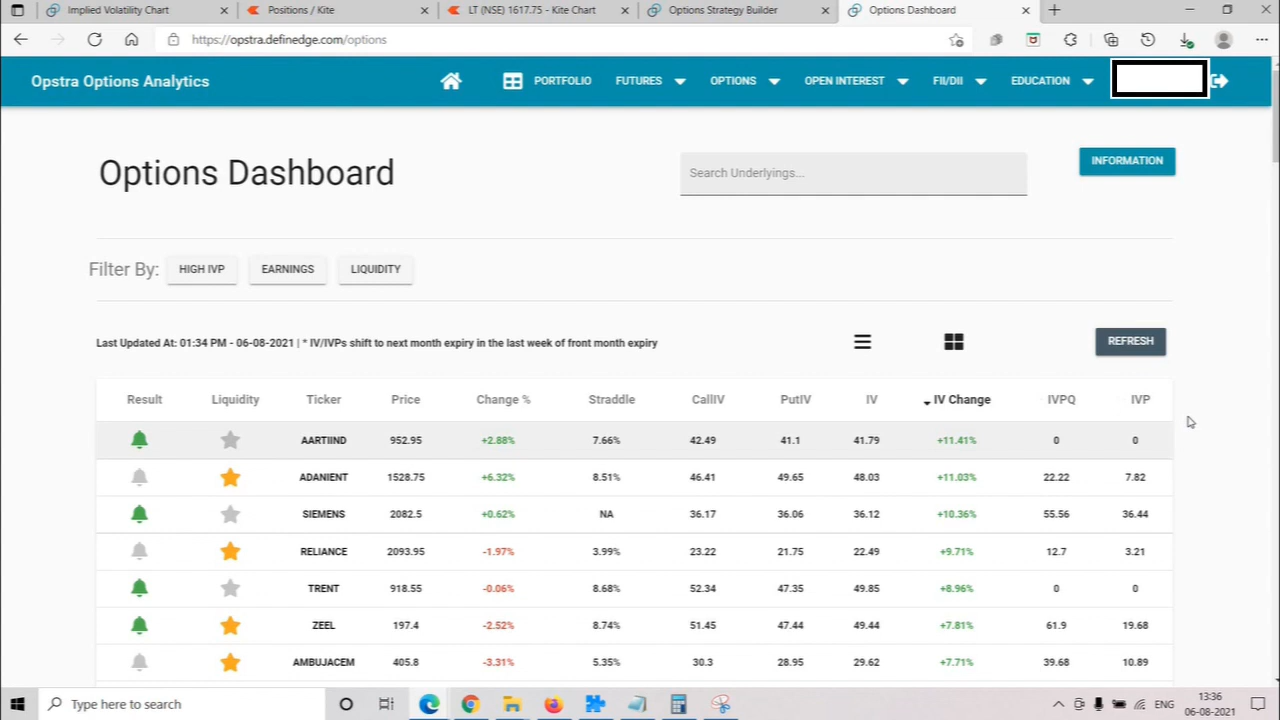 Implied Volatility Chart
Positions / Kite
LT (NSE) 1617.75 - Kite Chart
Options Strategy Builder
Options Dashboard
https://opstra.definedge.com/options
Opstra Options Analytics
PORTFOLIO
FUTURES
OPTIONS
OPEN INTEREST
FII/DII
EDUCATION
Options Dashboard
Search Underlyings...
INFORMATION
Filter By: HIGH IVP EARNINGS LIQUIDITY
Last Updated At: 01:34 PM - 06-08-2021 | * IV/IVPs shift to next month expiry in the last week of front month expiry
REFRESH
Result Liquidity Ticker Price Change % Straddle CallIV PutIV IV IV Change IVPQ IVP
AARTIIND 952.95 +2.88% 7.66% 42.49 41.1 41.79 +11.41% 0 0
ADANIENT 1528.75 +6.32% 8.51% 46.41 49.65 48.03 +11.03% 22.22 7.82
SIEMENS 2082.5 +0.62% NA 36.17 36.06 36.12 +10.36% 55.56 36.44
RELIANCE 2093.95 -1.97% 3.99% 23.22 21.75 22.49 +9.71% 12.7 3.21
TRENT 918.55 -0.06% 8.68% 52.34 47.35 49.85 +8.96% 0 0
ZEEL 197.4 -2.52% 8.74% 51.45 47.44 49.44 +7.81% 61.9 19.68
AMBUJACEM 405.8 -3.31% 5.35% 30.3 28.95 29.62 +7.71% 39.68 10.89
Type here to search
ENG
13:36
06-08-2021